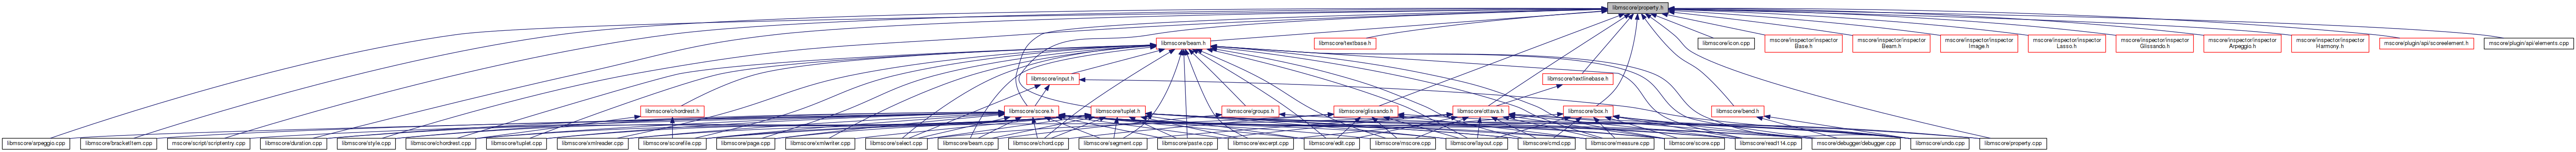 libmscore/property.h
libmscore/beam.h
libmscore/textbase.h
libmscore/icon.cpp
mscore/inspector/inspector
Base.h
mscore/inspector/inspector
Beam.h
mscore/inspector/inspector
Image.h
mscore/inspector/inspector
Lasso.h
mscore/inspector/inspector
Glissando.h
mscore/inspector/inspector
Arpeggio.h
mscore/inspector/inspector
Harmony.h
mscore/plugin/api/scoreelement.h
mscore/plugin/api/elements.cpp
libmscore/input.h
libmscore/textlinebase.h
libmscore/chordrest.h
libmscore/score.h
libmscore/tuplet.h
libmscore/groups.h
libmscore/glissando.h
libmscore/ottava.h
libmscore/box.h
libmscore/bend.h
libmscore/arpeggio.cpp
libmscore/bracketItem.cpp
mscore/script/scriptentry.cpp
libmscore/duration.cpp
libmscore/style.cpp
libmscore/chordrest.cpp
libmscore/tuplet.cpp
libmscore/xmlreader.cpp
libmscore/scorefile.cpp
libmscore/page.cpp
libmscore/xmlwriter.cpp
libmscore/select.cpp
libmscore/beam.cpp
libmscore/chord.cpp
libmscore/segment.cpp
libmscore/paste.cpp
libmscore/excerpt.cpp
libmscore/edit.cpp
libmscore/mscore.cpp
libmscore/layout.cpp
libmscore/cmd.cpp
libmscore/measure.cpp
libmscore/score.cpp
libmscore/read114.cpp
mscore/debugger/debugger.cpp
libmscore/undo.cpp
libmscore/property.cpp